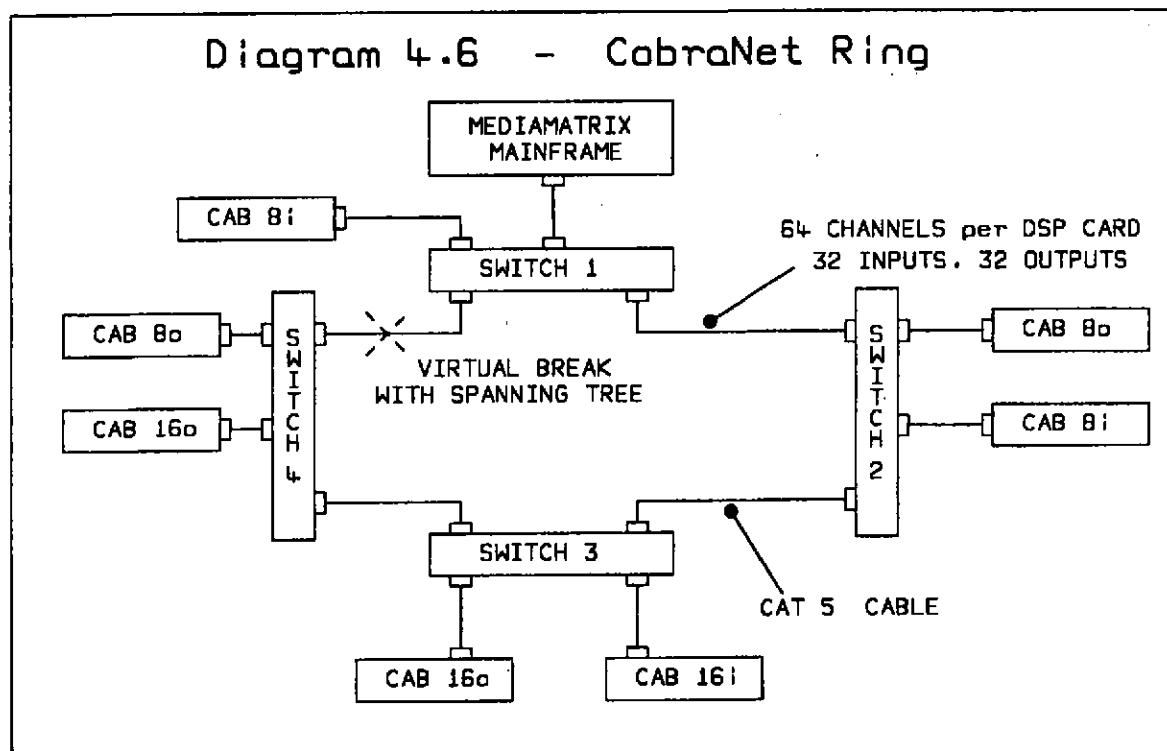 Diagram 4.6 - CobraNet Ring
MEDIAMATRIX
MAINFRAME
CAB 8i
64 CHANNELS per DSP CARD
32 INPUTS. 32 OUTPUTS
SWITCH 1
CAB 8o
VIRTUAL BREAK
WITH SPANNING TREE
CAB 16o
SWITCH 4
SWITCH 2
CAB 8o
CAB 8i
SWITCH 3
CAT 5 CABLE
CAB 16o
CAB 16i